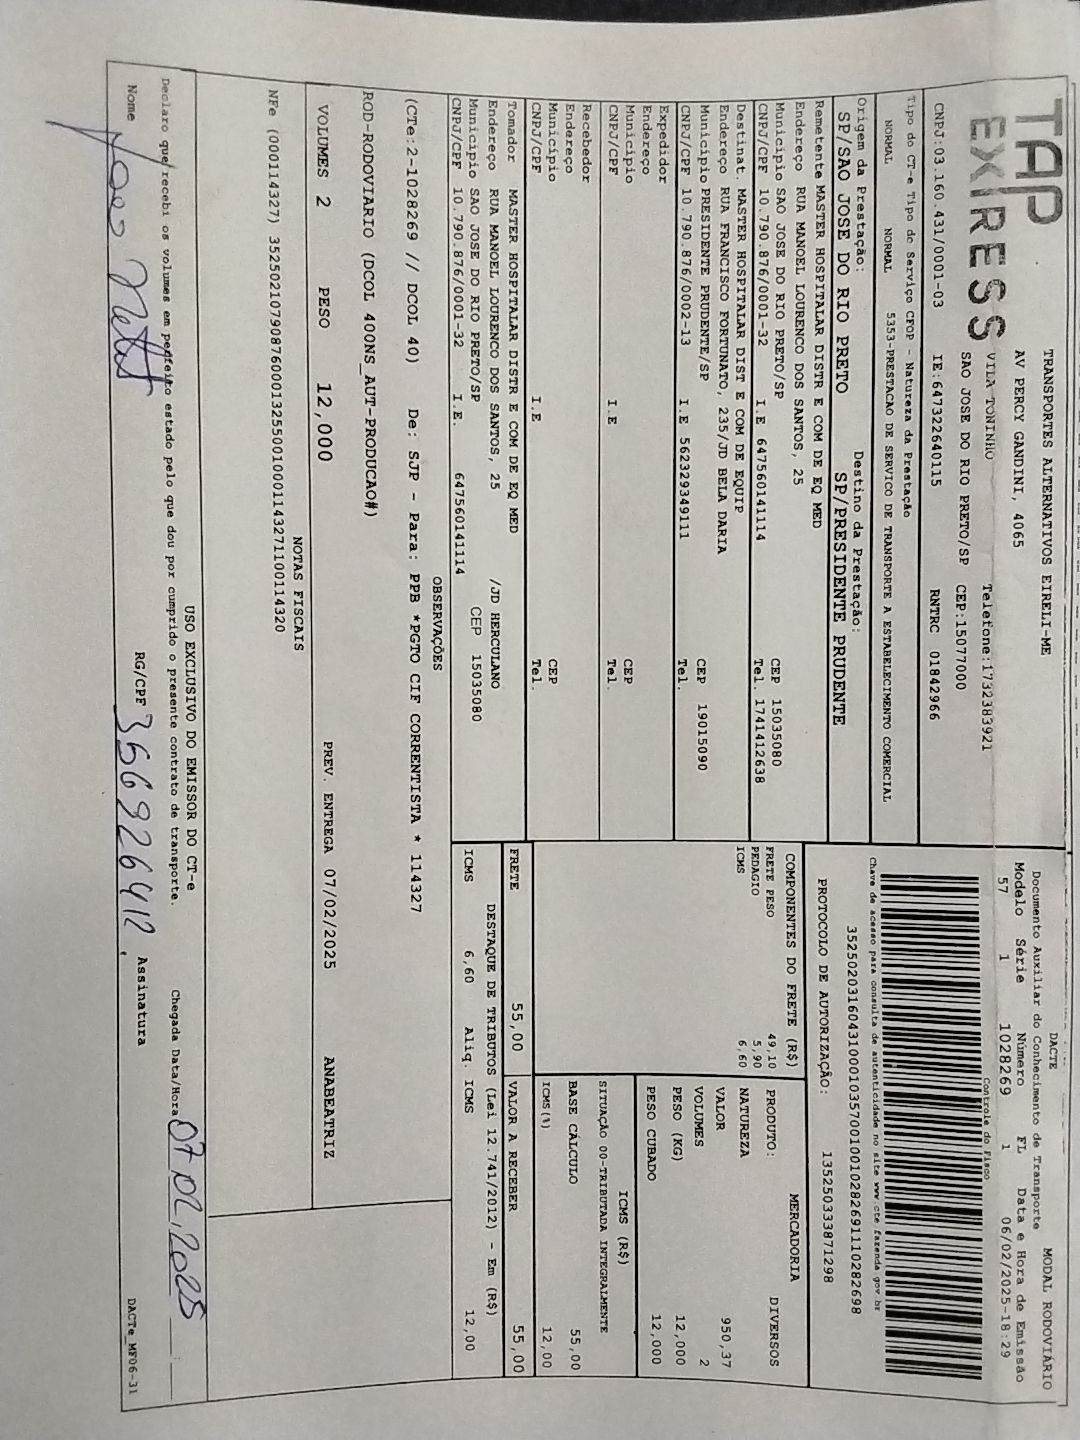 TAP EXPRESS
TRANSPORTES ALTERNATIVOS EIRELI-ME
AV PERCY GANDINI, 4065
VILA TONINHO Telefone:1732383921
SAO JOSE DO RIO PRETO/SP CEP:15077000
CNPJ:03.160.431/0001-03 IE:647322640115 RNTRC 01842966
Tipo do CT-e Tipo do Serviço CFOP - Natureza da Prestação
NORMAL NORMAL 5353-PRESTACAO DE SERVICO DE TRANSPORTE A ESTABELECIMENTO COMERCIAL
Origem da Prestação: Destino da Prestação:
SP/SAO JOSE DO RIO PRETO SP/PRESIDENTE PRUDENTE
Remetente MASTER HOSPITALAR DISTR E COM DE EQ MED
Endereço RUA MANOEL LOURENCO DOS SANTOS, 25
Município SAO JOSE DO RIO PRETO/SP CEP 15035080
CNPJ/CPF 10.790.876/0001-32 I.E 647560141114 Tel. 1741412638
Destinat. MASTER HOSPITALAR DIST E COM DE EQUIP
Endereço RUA FRANCISCO FORTUNATO, 235/JD BELA DARIA
Município PRESIDENTE PRUDENTE/SP CEP 19015090
CNPJ/CPF 10.790.876/0002-13 I.E 562329349111 Tel.
Expedidor
Endereço
Município CEP
CNPJ/CPF I.E Tel.
Recebedor
Endereço
Município CEP
CNPJ/CPF I.E Tel.
Tomador MASTER HOSPITALAR DISTR E COM DE EQ MED
Endereço RUA MANOEL LOURENCO DOS SANTOS, 25 /JD HERCULANO
Município SAO JOSE DO RIO PRETO/SP CEP 15035080
CNPJ/CPF 10.790.876/0001-32 I.E. 647560141114
DACTE MODAL RODOVIÁRIO
Documento Auxiliar do Conhecimento de Transporte
Modelo Série Número FL Data e Hora de Emissão
57 1 1028269 1 06/02/2025-18:29
Controle do Fisco
Chave de acesso para consulta de autenticidade no site www.cte.fazenda.gov.br
35250203160431000103570010010282691110282698
PROTOCOLO DE AUTORIZAÇÃO: 135250333871298
COMPONENTES DO FRETE (R$)
FRETE PESO 49,10
PEDAGIO 5,90
ICMS 6,60
MERCADORIA
PRODUTO: DIVERSOS
NATUREZA
VALOR 950,37
VOLUMES 2
PESO (KG) 12,000
PESO CUBADO 12,000
ICMS (R$)
SITUAÇÃO 00-TRIBUTADA INTEGRALMENTE
BASE CÁLCULO 55,00
ICMS(%) 12,00
FRETE 55,00 VALOR A RECEBER 55,00
DESTAQUE DE TRIBUTOS (Lei 12.741/2012) - Em (R$)
ICMS 6,60 Aliq. ICMS 12,00
OBSERVAÇÕES
(CTe:2-1028269 // DCOL 40) De: SJP - Para: PPB *PGTO CIF CORRENTISTA * 114327
ROD-RODOVIARIO (DCOL 400NS_AUT-PRODUCAO#)
VOLUMES 2 PESO 12,000 PREV. ENTREGA 07/02/2025 ANABEATRIZ
NOTAS FISCAIS
NFe (000114327) 35250210790876000132550010001143271100114320
USO EXCLUSIVO DO EMISSOR DO CT-e
Declaro que recebi os volumes em perfeito estado pelo que dou por cumprido o presente contrato de transporte. Chegada Data/Hora 07.02.2025 :
Nome RG/CPF 366926412 Assinatura DACTe_MF06-31